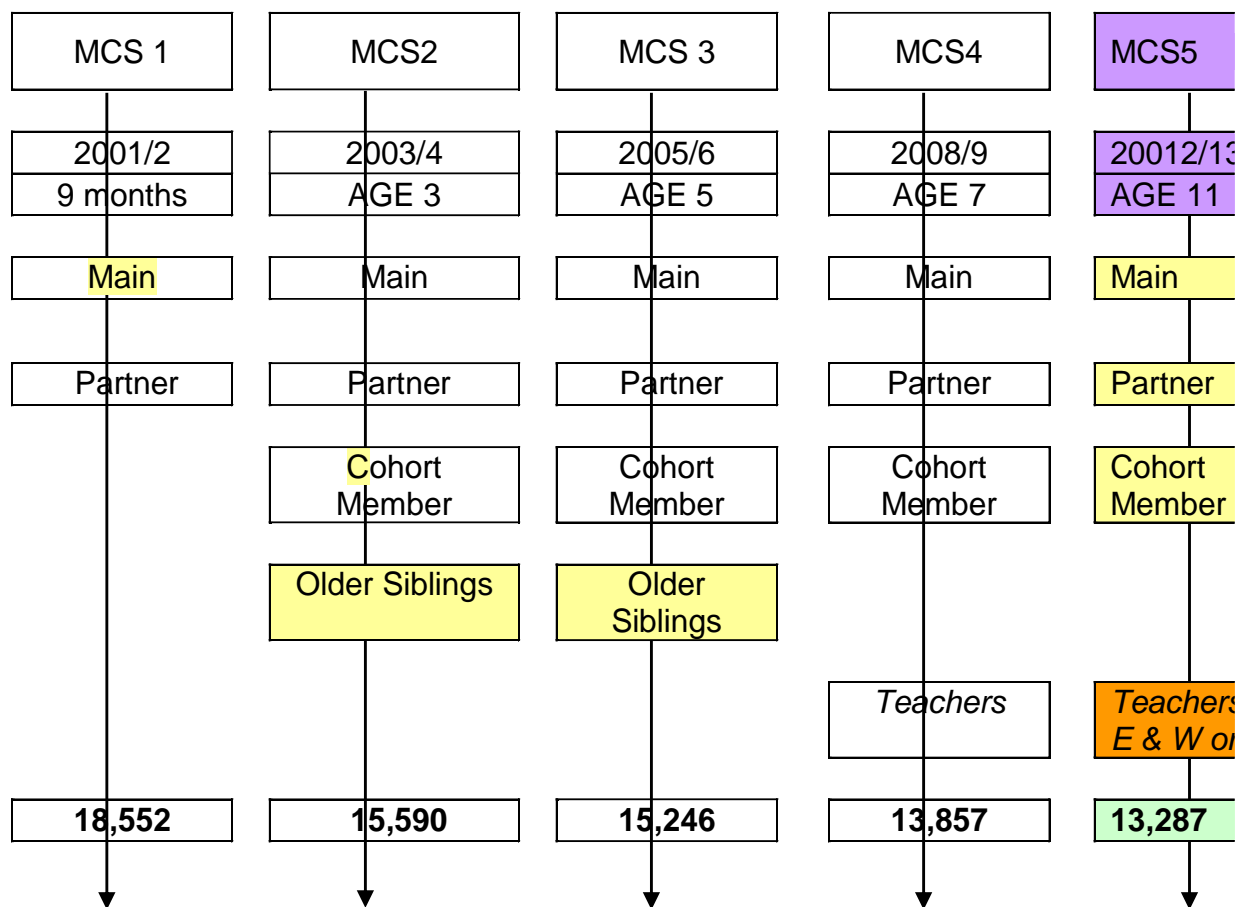 MCS 1 MCS2 MCS 3 MCS4 MCS5
2001/2 2003/4 2005/6 2008/9 20012/13
9 months AGE 3 AGE 5 AGE 7 AGE 11
Main Main Main Main Main
Partner Partner Partner Partner Partner
Cohort Cohort Cohort Cohort
Member Member Member Member
Older Siblings Older
Siblings
Teachers Teachers
E & W
18,552 15,590 15,246 13,857 13,287